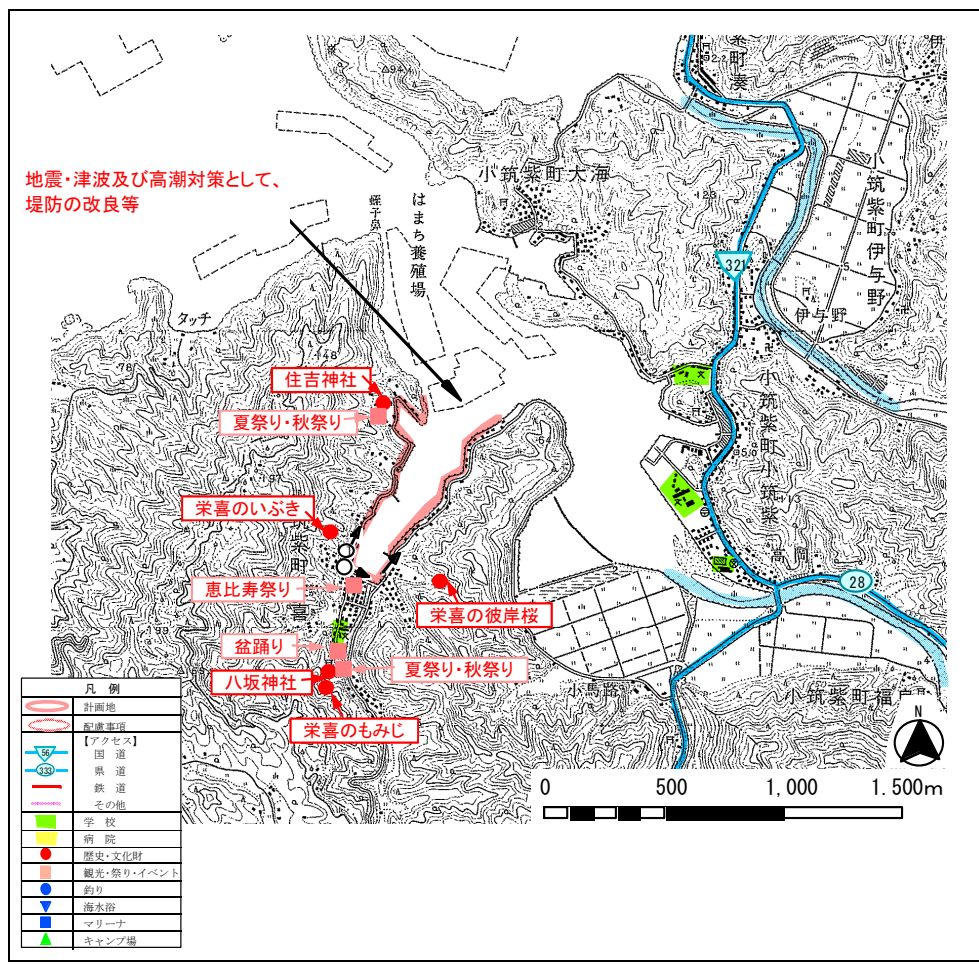 地震・津波及び高潮対策として、
堤防の改良等
小筑紫町大海
蛭子鼻
はまち養殖場
タッチ
小筑紫町伊与野
伊与野
321
住吉神社
夏祭り・秋祭り
148
78
123
64
197
199
小筑紫町小筑紫
栄喜のいぶき
恵比寿祭り
栄喜の彼岸桜
高岡
28
盆踊り
夏祭り・秋祭り
八坂神社
栄喜のもみじ
小馬路
N
0 500 1,000 1.500m
凡 例
計画地
配慮事項
【アクセス】
56 国 道
333 県 道
鉄 道
その他
学 校
病 院
歴史・文化財
観光・祭り・イベント
釣り
海水浴
マリーナ
キャンプ場